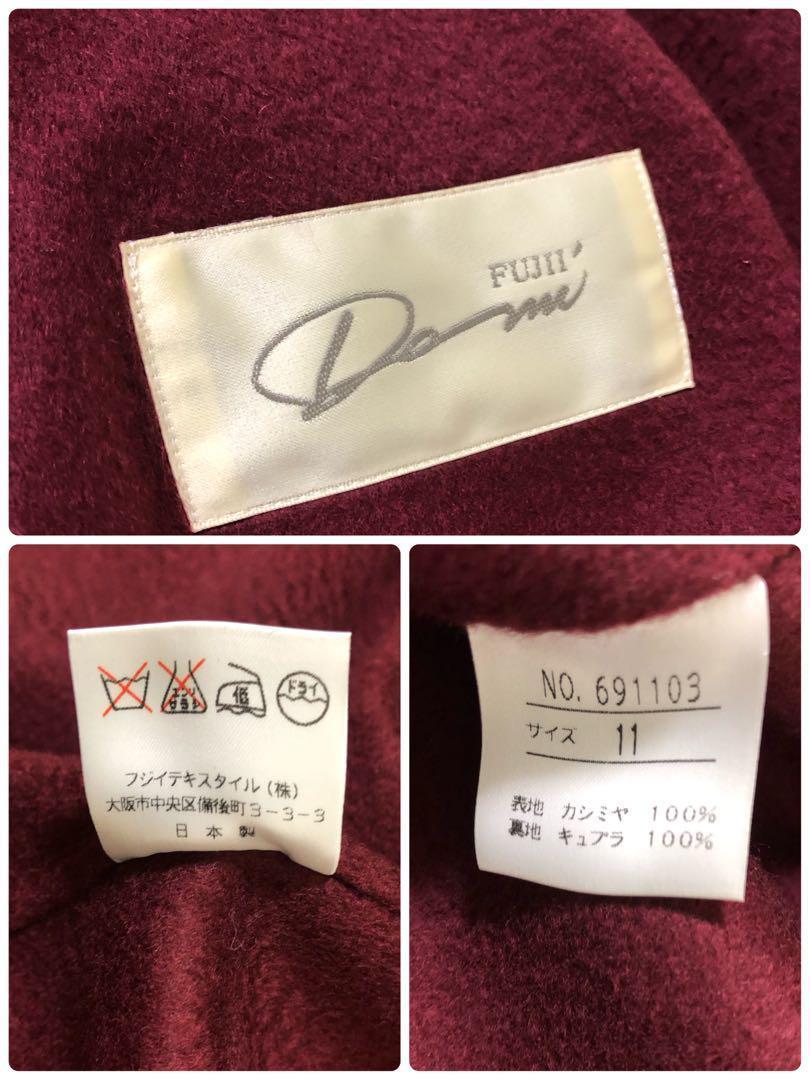 FUJII'
Dame'
エンソ
サラシ
低
ドライ
フジイテキスタイル(株)
大阪市中央区備後町3-3-3
日本製
NO. 691103
サイズ 11
表地 カシミヤ 100%
裏地 キュプラ 100%